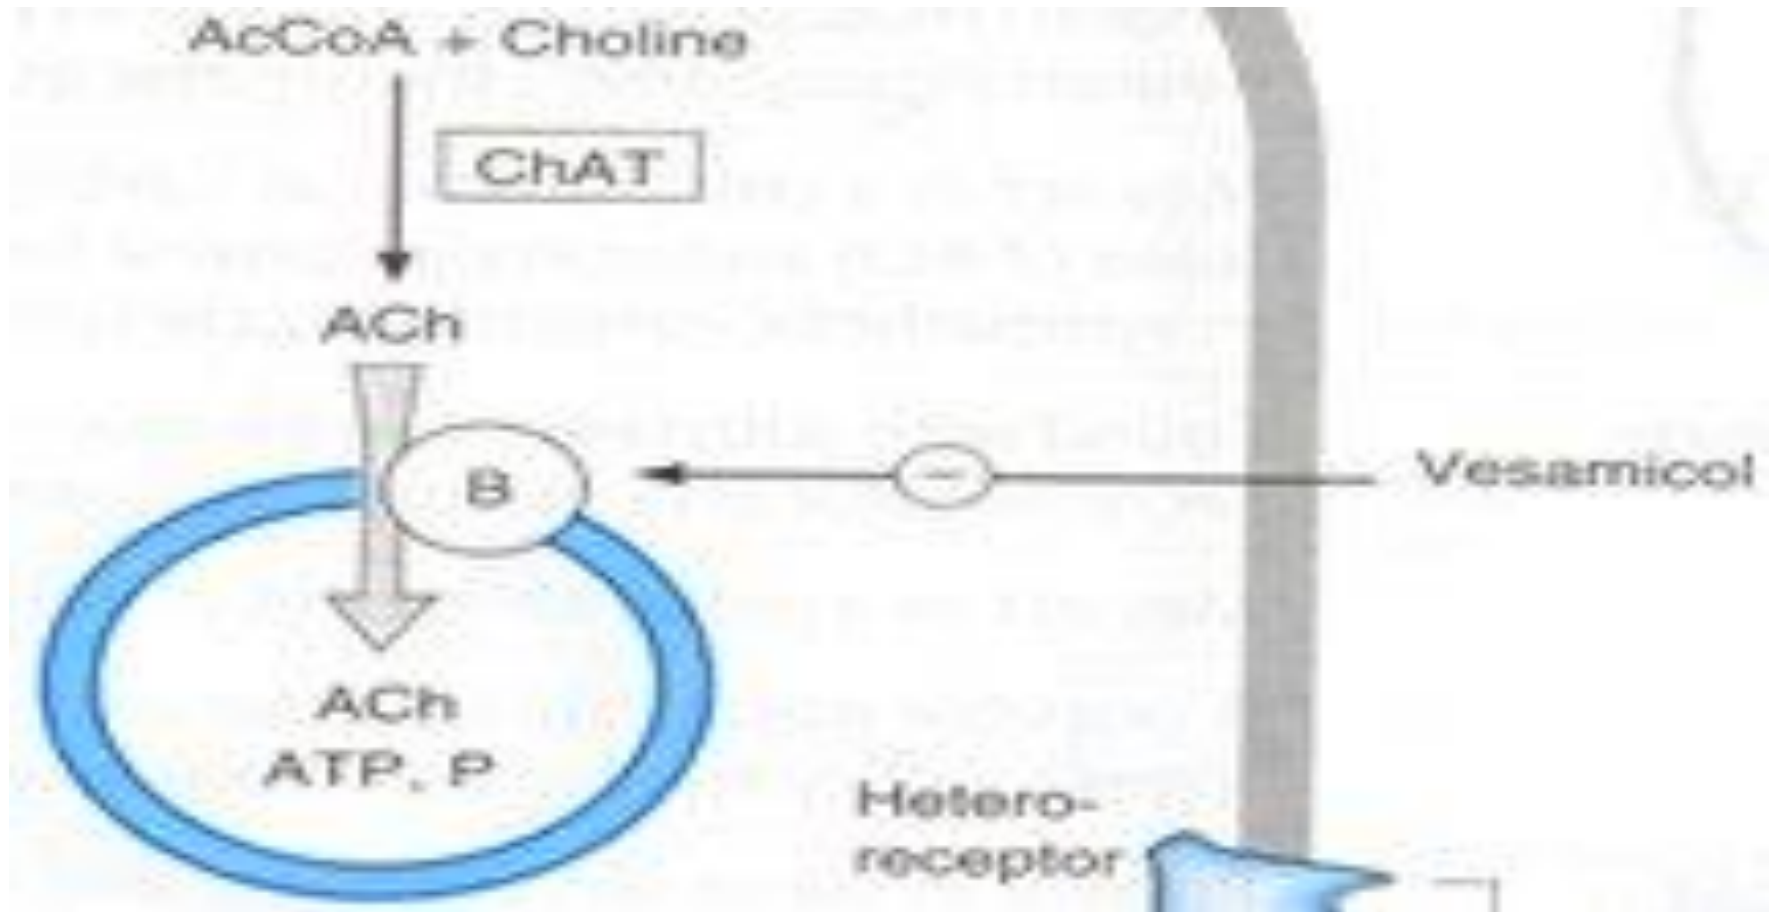 AcCoA + Choline
ChAT
ACh
B
−
Vesamicol
ACh
ATP, P
Hetero-
receptor